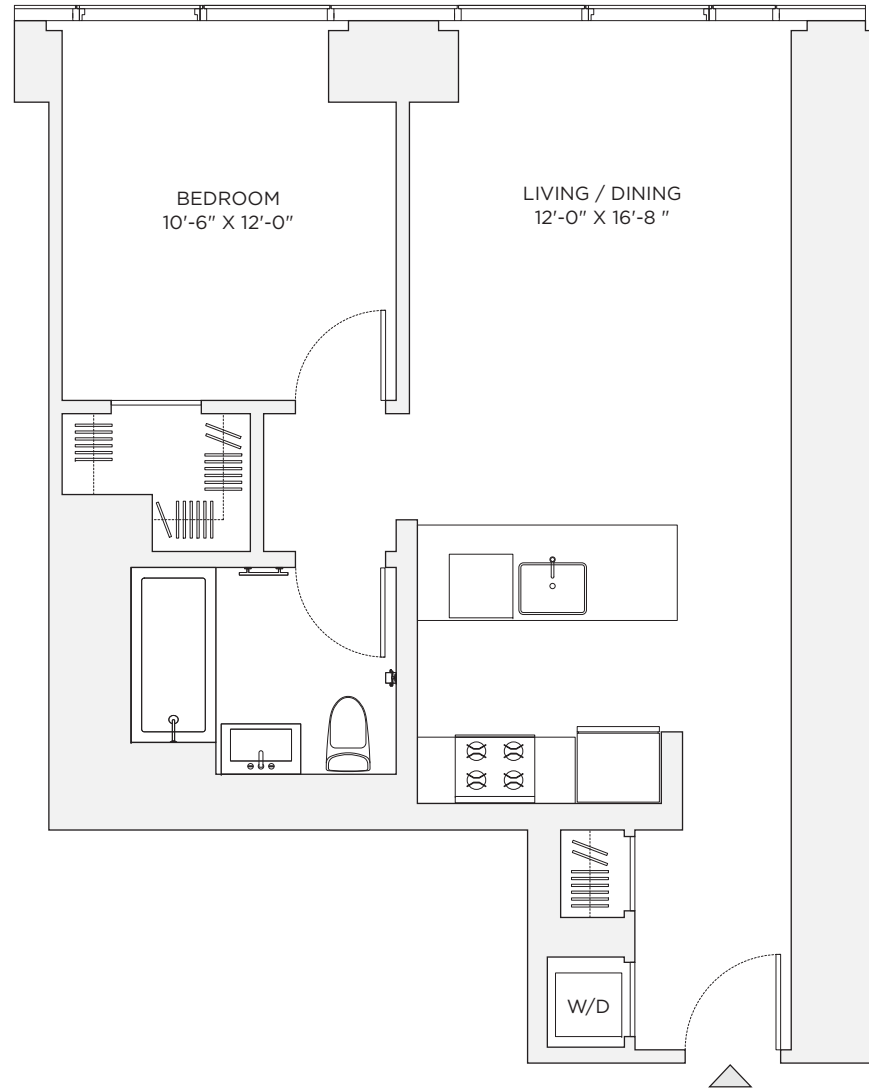 BEDROOM
10'-6" X 12'-0"
LIVING / DINING
12'-0" X 16'-8 "
W/D